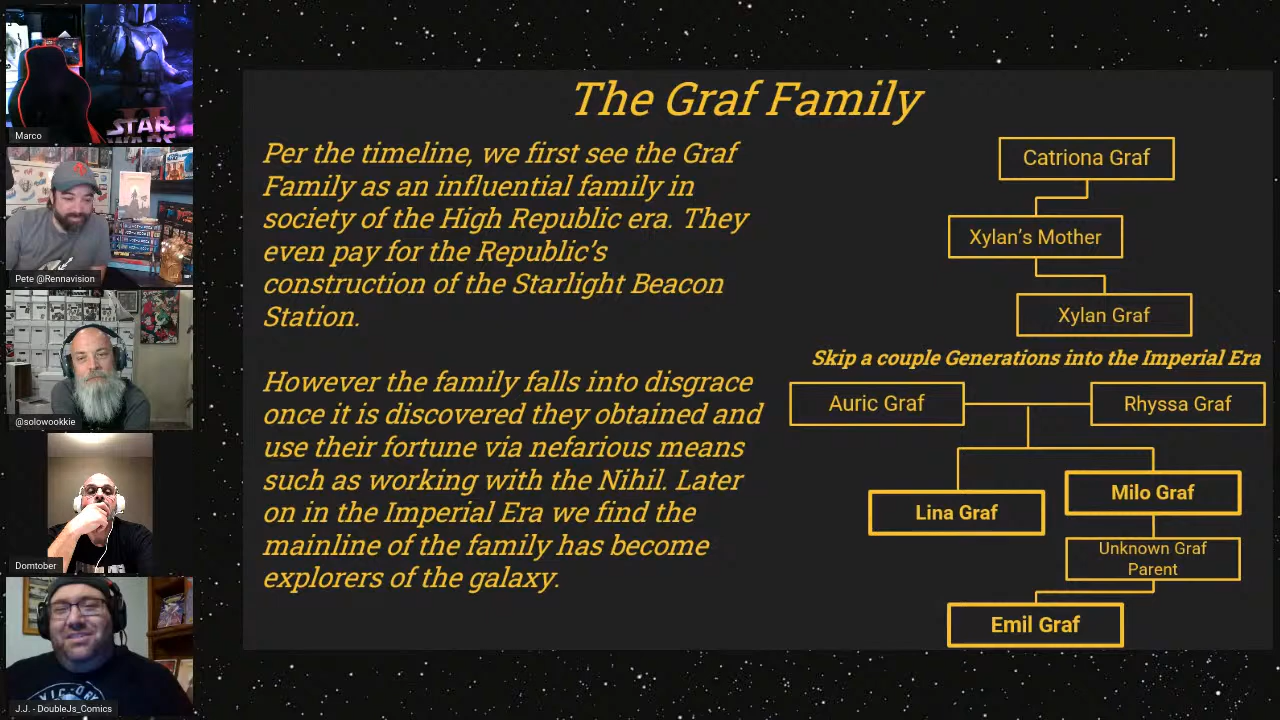 The Graf Family
Per the timeline, we first see the Graf
Family as an influential family in
society of the High Republic era. They
even pay for the Republic's
construction of the Starlight Beacon
Station.
However the family falls into disgrace
once it is discovered they obtained and
use their fortune via nefarious means
such as working with the Nihil. Later
on in the Imperial Era we find the
mainline of the family has become
explorers of the galaxy.
Catriona Graf
Xylan's Mother
Xylan Graf
Skip a couple Generations into the Imperial Era
Auric Graf
Rhyssa Graf
Lina Graf
Milo Graf
Unknown Graf
Parent
Emil Graf
STAR
WARS
Marco
Pete @Rennavision
@solowookkie
Domtober
VICTORY
J.J. - DoubleJs_Comics